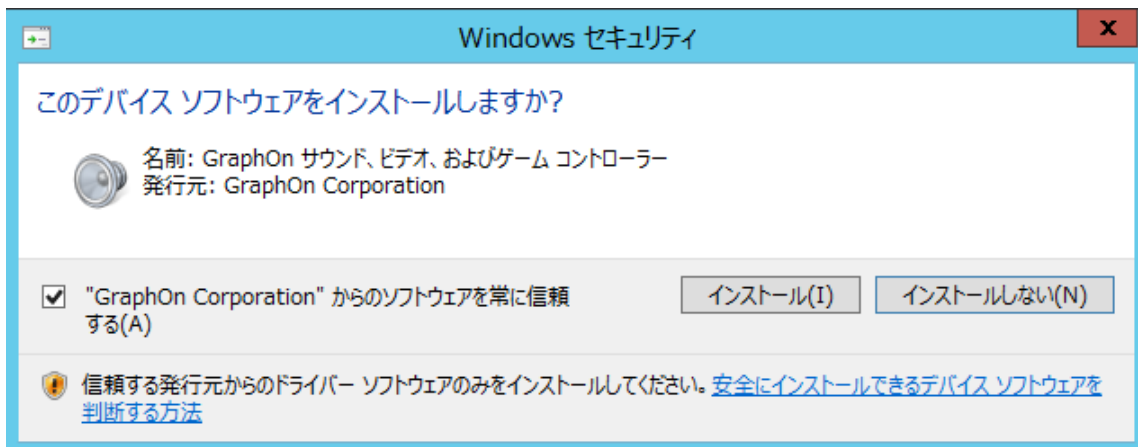 Windows セキュリティ
x
このデバイス ソフトウェアをインストールしますか?
名前: GraphOn サウンド、ビデオ、およびゲーム コントローラー
発行元: GraphOn Corporation
"GraphOn Corporation" からのソフトウェアを常に信頼
する(A)
インストール(I)
インストールしない(N)
信頼する発行元からのドライバー ソフトウェアのみをインストールしてください。安全にインストールできるデバイス ソフトウェアを
判断する方法